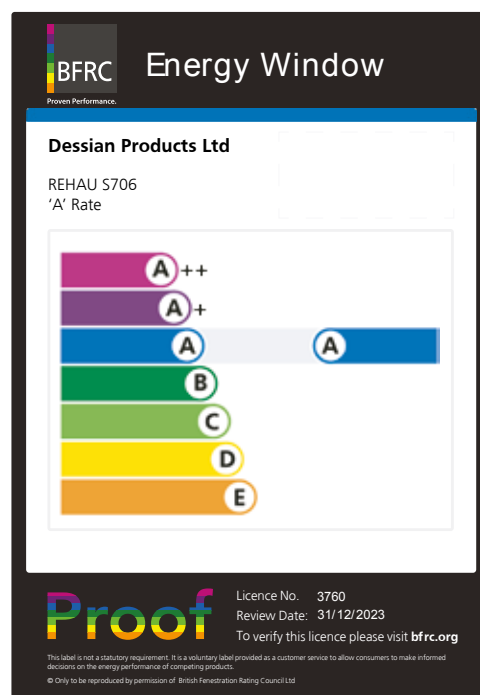 BFRC
Proven Performance.
Energy Window
Dessian Products Ltd
REHAU S706
‘A’ Rate
A++
A+
A A
B
C
D
E
Proof
Licence No. 3760
Review Date: 31/12/2023
To verify this licence please visit bfrc.org
This label is not a statutory requirement. It is a voluntary label provided as a customer service to allow consumers to make informed
decisions on the energy performance of competing products.
© Only to be reproduced by permission of British Fenestration Rating Council Ltd